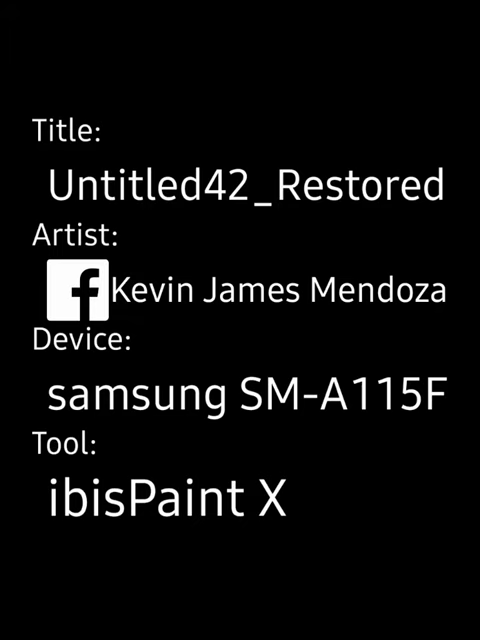 Title:
Untitled42_Restored
Artist:
Kevin James Mendoza
Device:
samsung SM-A115F
Tool:
ibisPaint X